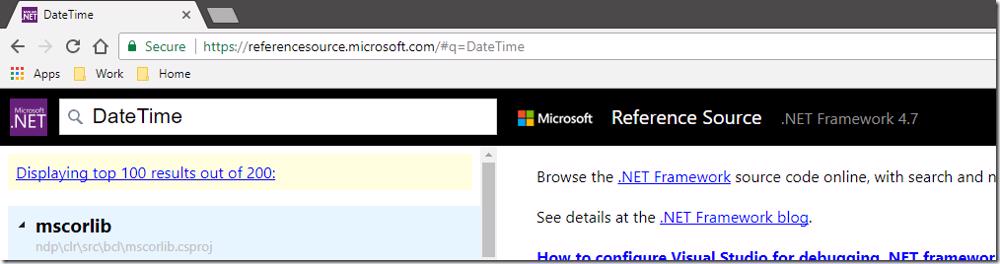 DateTime
Secure https://referencesource.microsoft.com/#q=DateTime
Apps Work Home
Microsoft .NET
DateTime
Microsoft Reference Source .NET Framework 4.7
Displaying top 100 results out of 200:
mscorlib
ndp\clr\src\bcl\mscorlib.csproj
Browse the .NET Framework source code online, with search and n
See details at the .NET Framework blog.
How to configure Visual Studio for debugging .NET framewor